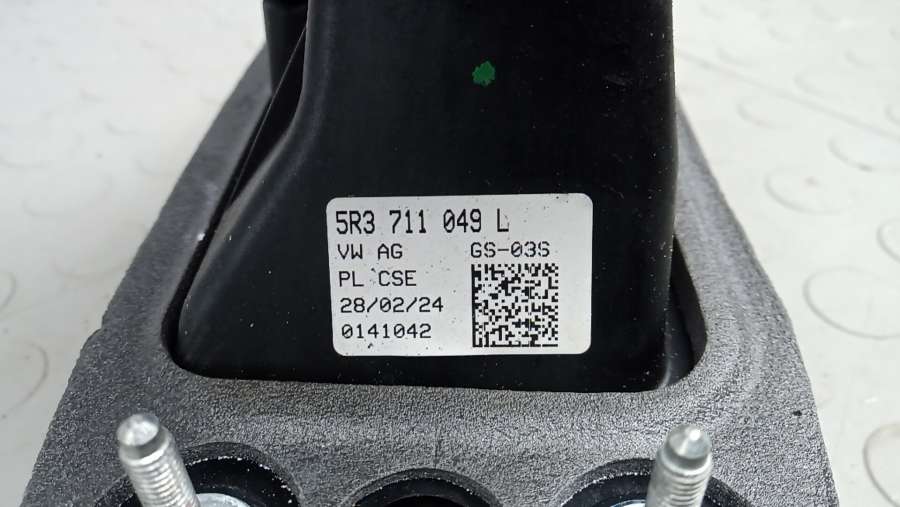 5R3 711 049 L
VW AG GS-03S
PL CSE
28/02/24
0141042